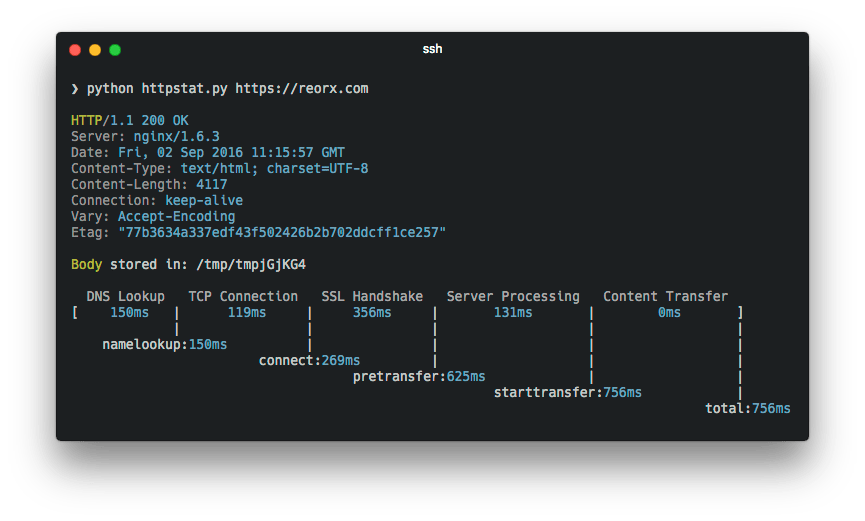 ssh
❯ python httpstat.py https://reorx.com
HTTP/1.1 200 OK
Server: nginx/1.6.3
Date: Fri, 02 Sep 2016 11:15:57 GMT
Content-Type: text/html; charset=UTF-8
Content-Length: 4117
Connection: keep-alive
Vary: Accept-Encoding
Etag: "77b3634a337edf43f502426b2b702ddcff1ce257"
Body stored in: /tmp/tmpjGjKG4
  DNS Lookup   TCP Connection   SSL Handshake   Server Processing   Content Transfer
[    150ms   |      119ms     |     356ms     |       131ms       |        0ms       ]
             |                |               |                   |                  |
    namelookup:150ms          |               |                   |                  |
                        connect:269ms         |                   |                  |
                                    pretransfer:625ms             |                  |
                                                      starttransfer:756ms            |
                                                                                 total:756ms